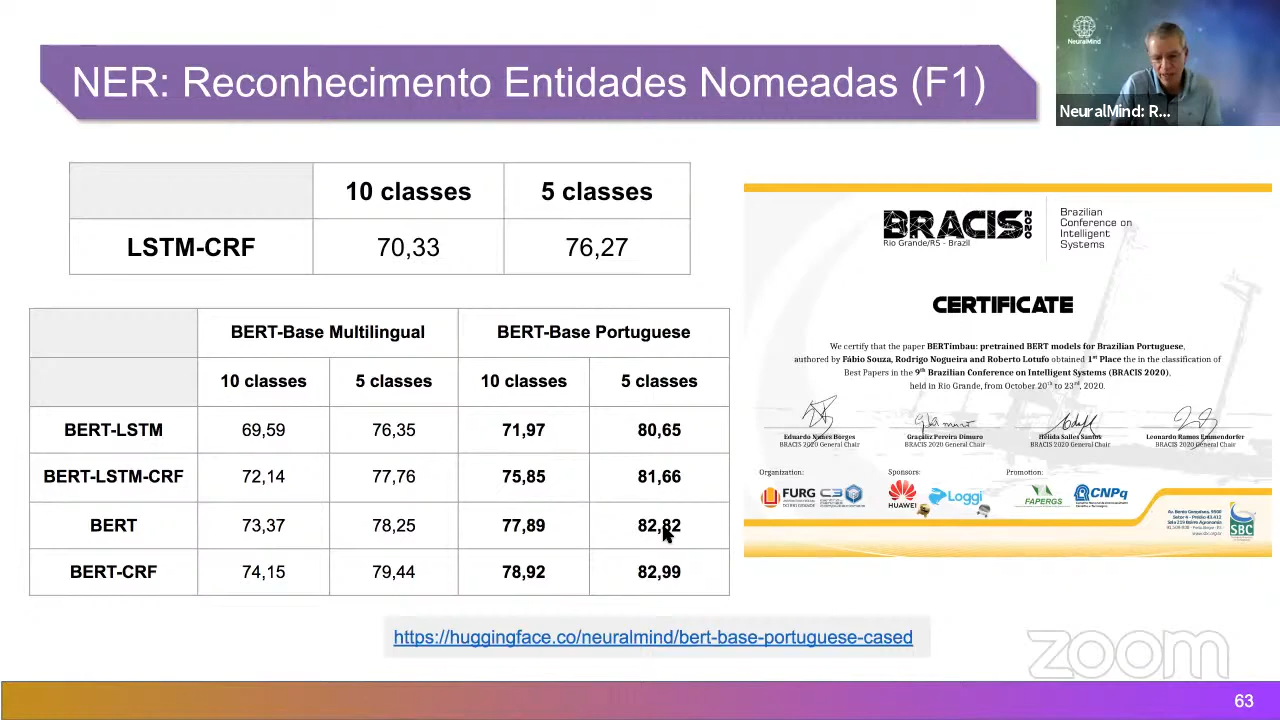 NER: Reconhecimento Entidades Nomeadas (F1)
NeuralMind
NeuralMind: R...
10 classes 5 classes
LSTM-CRF 70,33 76,27
BERT-Base Multilingual BERT-Base Portuguese
10 classes 5 classes 10 classes 5 classes
BERT-LSTM 69,59 76,35 71,97 80,65
BERT-LSTM-CRF 72,14 77,76 75,85 81,66
BERT 73,37 78,25 77,89 82,82
BERT-CRF 74,15 79,44 78,92 82,99
BRACIS 2020
Rio Grande/RS - Brazil
Brazilian
Conference on
Intelligent
Systems
CERTIFICATE
We certify that the paper BERTimbau: pretrained BERT models for Brazilian Portuguese,
authored by Fábio Souza, Rodrigo Nogueira and Roberto Lotufo obtained 1st Place the in the classification of
Best Papers in the 9th Brazilian Conference on Intelligent Systems (BRACIS 2020),
held in Rio Grande, from October 20th to 23rd, 2020.
Eduardo Nunes Borges Graçaliz Pereira Dimuro Hélida Salles Santos Leonardo Ramos Emmendorfer
BRACIS 2020 General Chair BRACIS 2020 General Chair BRACIS 2020 General Chair BRACIS 2020 General Chair
Organization: Sponsors: Promotion:
FURG C3 HUAWEI Loggi FAPERGS CNPq
SBC
https://huggingface.co/neuralmind/bert-base-portuguese-cased
zoom
63